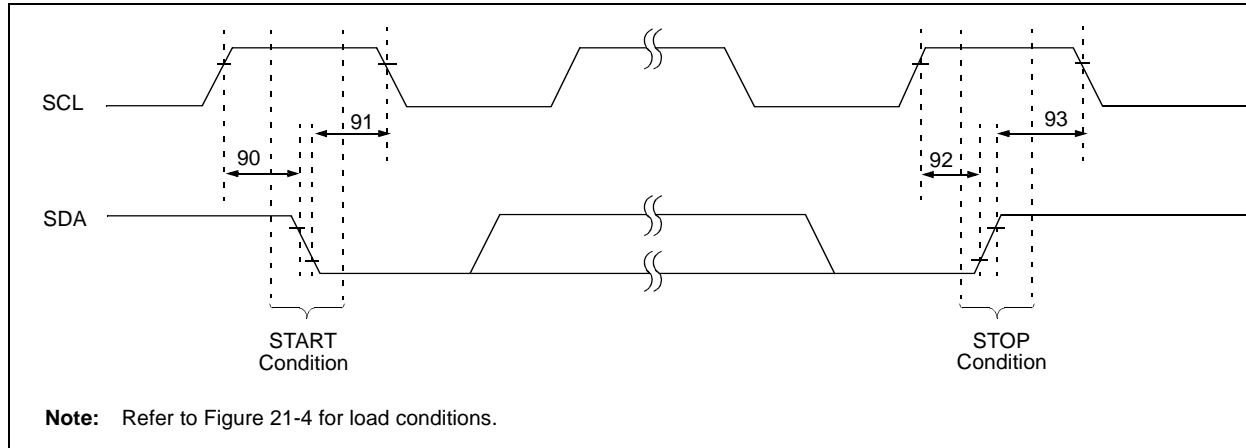 SCL
91
93
90
92
SDA
START
Condition
STOP
Condition
Note: Refer to Figure 21-4 for load conditions.